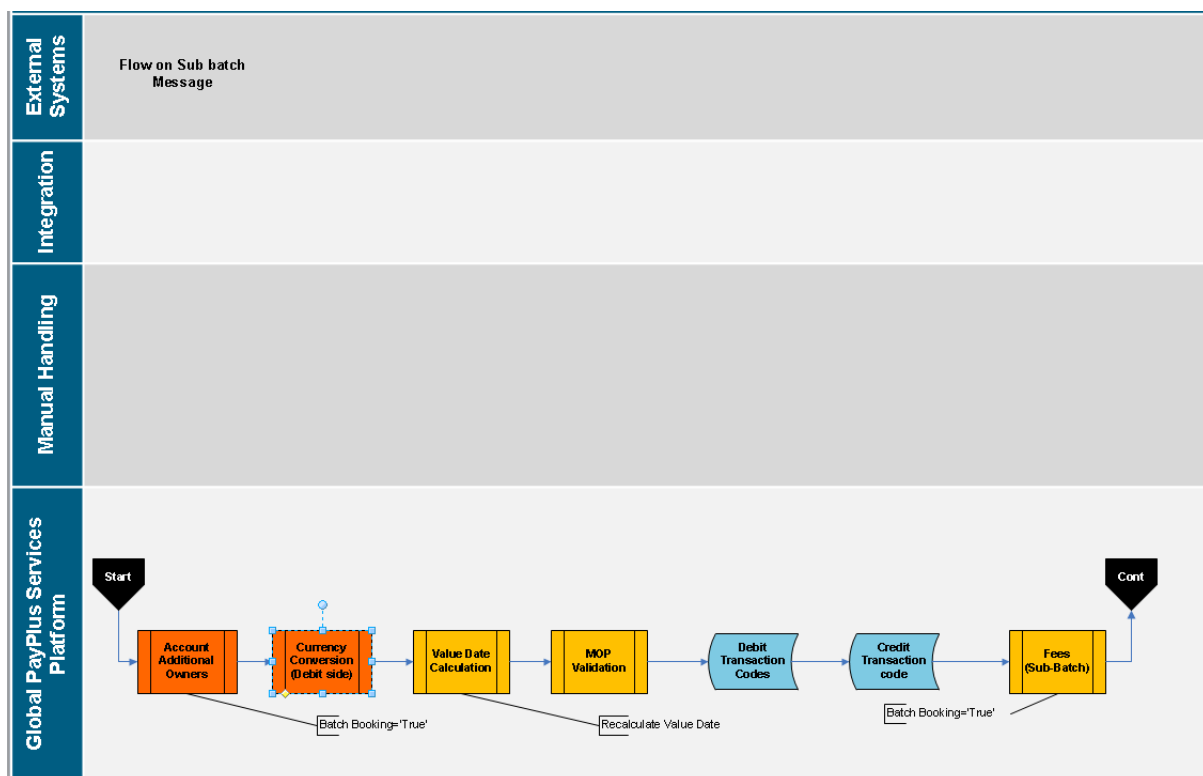 External
Systems
Flow on Sub batch
Message
Integration
Manual Handling
Global PayPlus Services
Platform
Start
Cont
Account
Additional
Owners
Currency
Conversion
(Debit side)
Value Date
Calculation
MOP
Validation
Debit
Transaction
Codes
Credit
Transaction
code
Fees
(Sub-Batch)
Batch Booking='True'
Recalculate Value Date
Batch Booking='True'